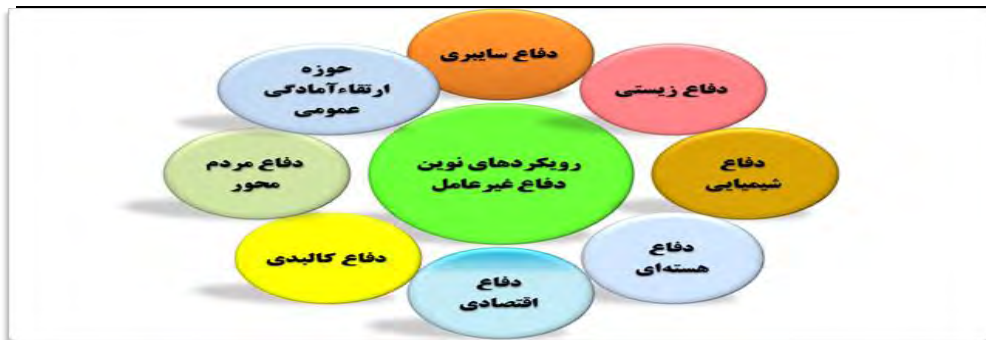 دفاع سایبری
حوزه
ارتقاءآمادگی
عمومی
دفاع زیستی
رویکردهای نوین
دفاع غیرعامل
دفاع مردم
محور
دفاع
شیمیایی
دفاع کالبدی
دفاع
هسته‌ای
دفاع
اقتصادی